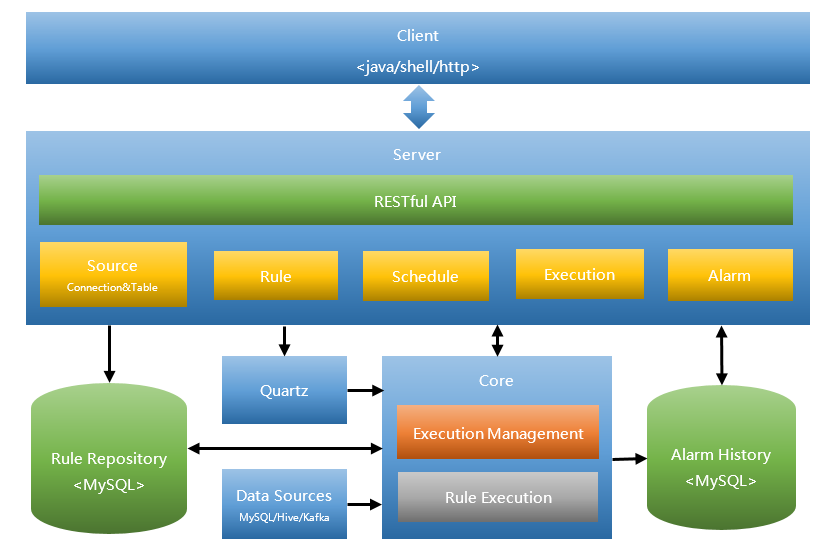 Client
<java/shell/http>
Server
RESTful API
Source
Connection&Table
Rule
Schedule
Execution
Alarm
Quartz
Core
Execution Management
Rule Repository
<MySQL>
Alarm History
<MySQL>
Data Sources
MySQL/Hive/Kafka
Rule Execution